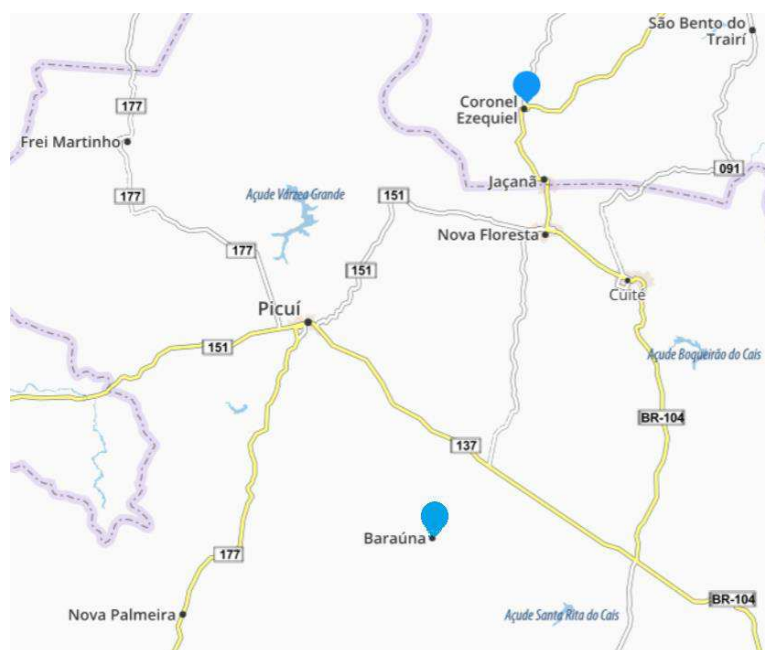 São Bento do
Trairí
177
Coronel
Ezequiel
Frei Martinho
091
Jaçanã
177
Açude Várzea Grande
151
Nova Floresta
177
151
Cuité
Picuí
151
Açude Boqueirão do Cais
BR-104
137
Baraúna
177
BR-104
Nova Palmeira
Açude Santa Rita do Cais